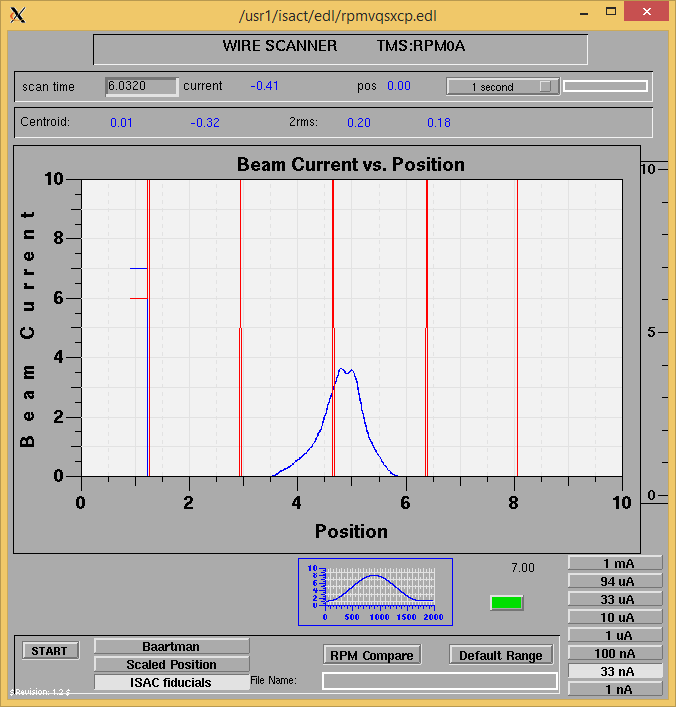 /usr1/isact/edl/rpmvqsxcp.edl
WIRE SCANNER TMS:RPM0A
scan time 6.0320 current -0.41 pos 0.00 1 second
Centroid: 0.01 -0.32 2rms: 0.20 0.18
Beam Current vs. Position
10
8
6
4
2
0
Beam Current
0 2 4 6 8 10
Position
10
5
0
10
8
6
4
2
0
0 500 1000 1500 2000
7.00
1 mA
94 uA
33 uA
10 uA
1 uA
100 nA
33 nA
1 nA
START
Baartman
Scaled Position
ISAC fiducials
RPM Compare
Default Range
File Name:
$Revision: 1.2 $